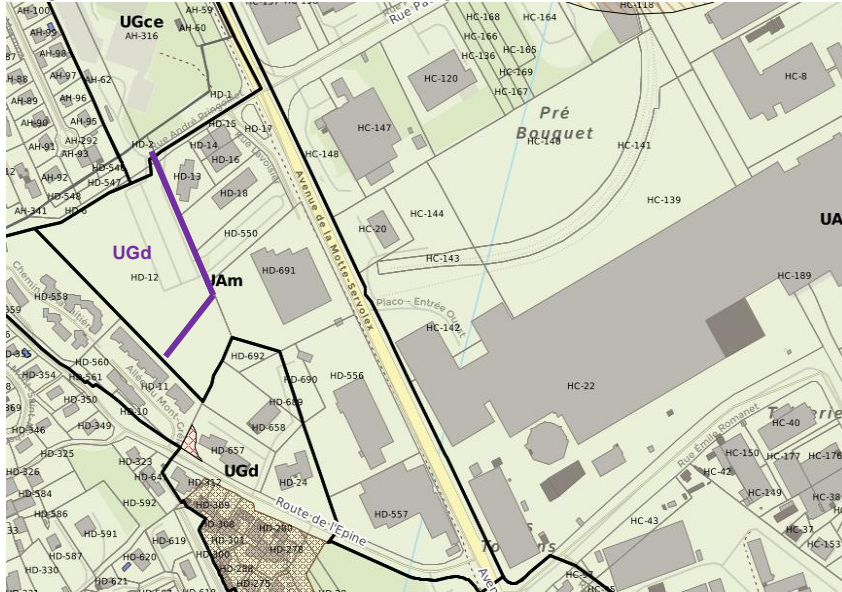 AH-100
UGce
AH-59
AH-60
AH-316
HC-168
HC-164
HC-118
HC-166
HC-136
HC-165
HC-169
HC-167
HC-120
HC-8
AH-99
AH-98
AH-97
AH-62
AH-88
AH-89
AH-96
AH-90
AH-95
AH-91
AH-292
AH-93
AH-92
AH-341
HD-1
Rue André Pringolliet
HD-2
HD-15
HD-17
HD-14
HD-16
Rue Lavoisier
HD-13
HD-18
HD-546
HD-547
HD-548
HD-6
HD-550
HC-147
HC-148
Pré
Bouquet
HC-140
HC-141
HC-139
HC-144
HC-20
HC-143
UA
HC-189
UGd
HD-12
UAm
HD-691
Avenue de la Motte-Servolex
Placo - Entrée Ouest
HC-142
HC-22
HD-558
HD-560
HD-561
HD-354
HD-350
HD-349
HD-11
HD-10
HD-692
HD-690
HD-689
HD-556
HD-658
HD-657
UGd
HD-24
HD-312
HD-309
HD-308
HD-280
HD-301
HD-278
HD-300
HD-288
HD-275
HD-346
HD-325
HD-323
HD-64
HD-326
HD-584
HD-592
HD-586
HD-591
HD-587
HD-619
HD-620
HD-330
HD-621
Route de l'Epine
HD-557
Rue Émile Romanet
HC-40
HC-150
HC-177
HC-176
HC-42
HC-149
HC-38
HC-43
HC-37
HC-153